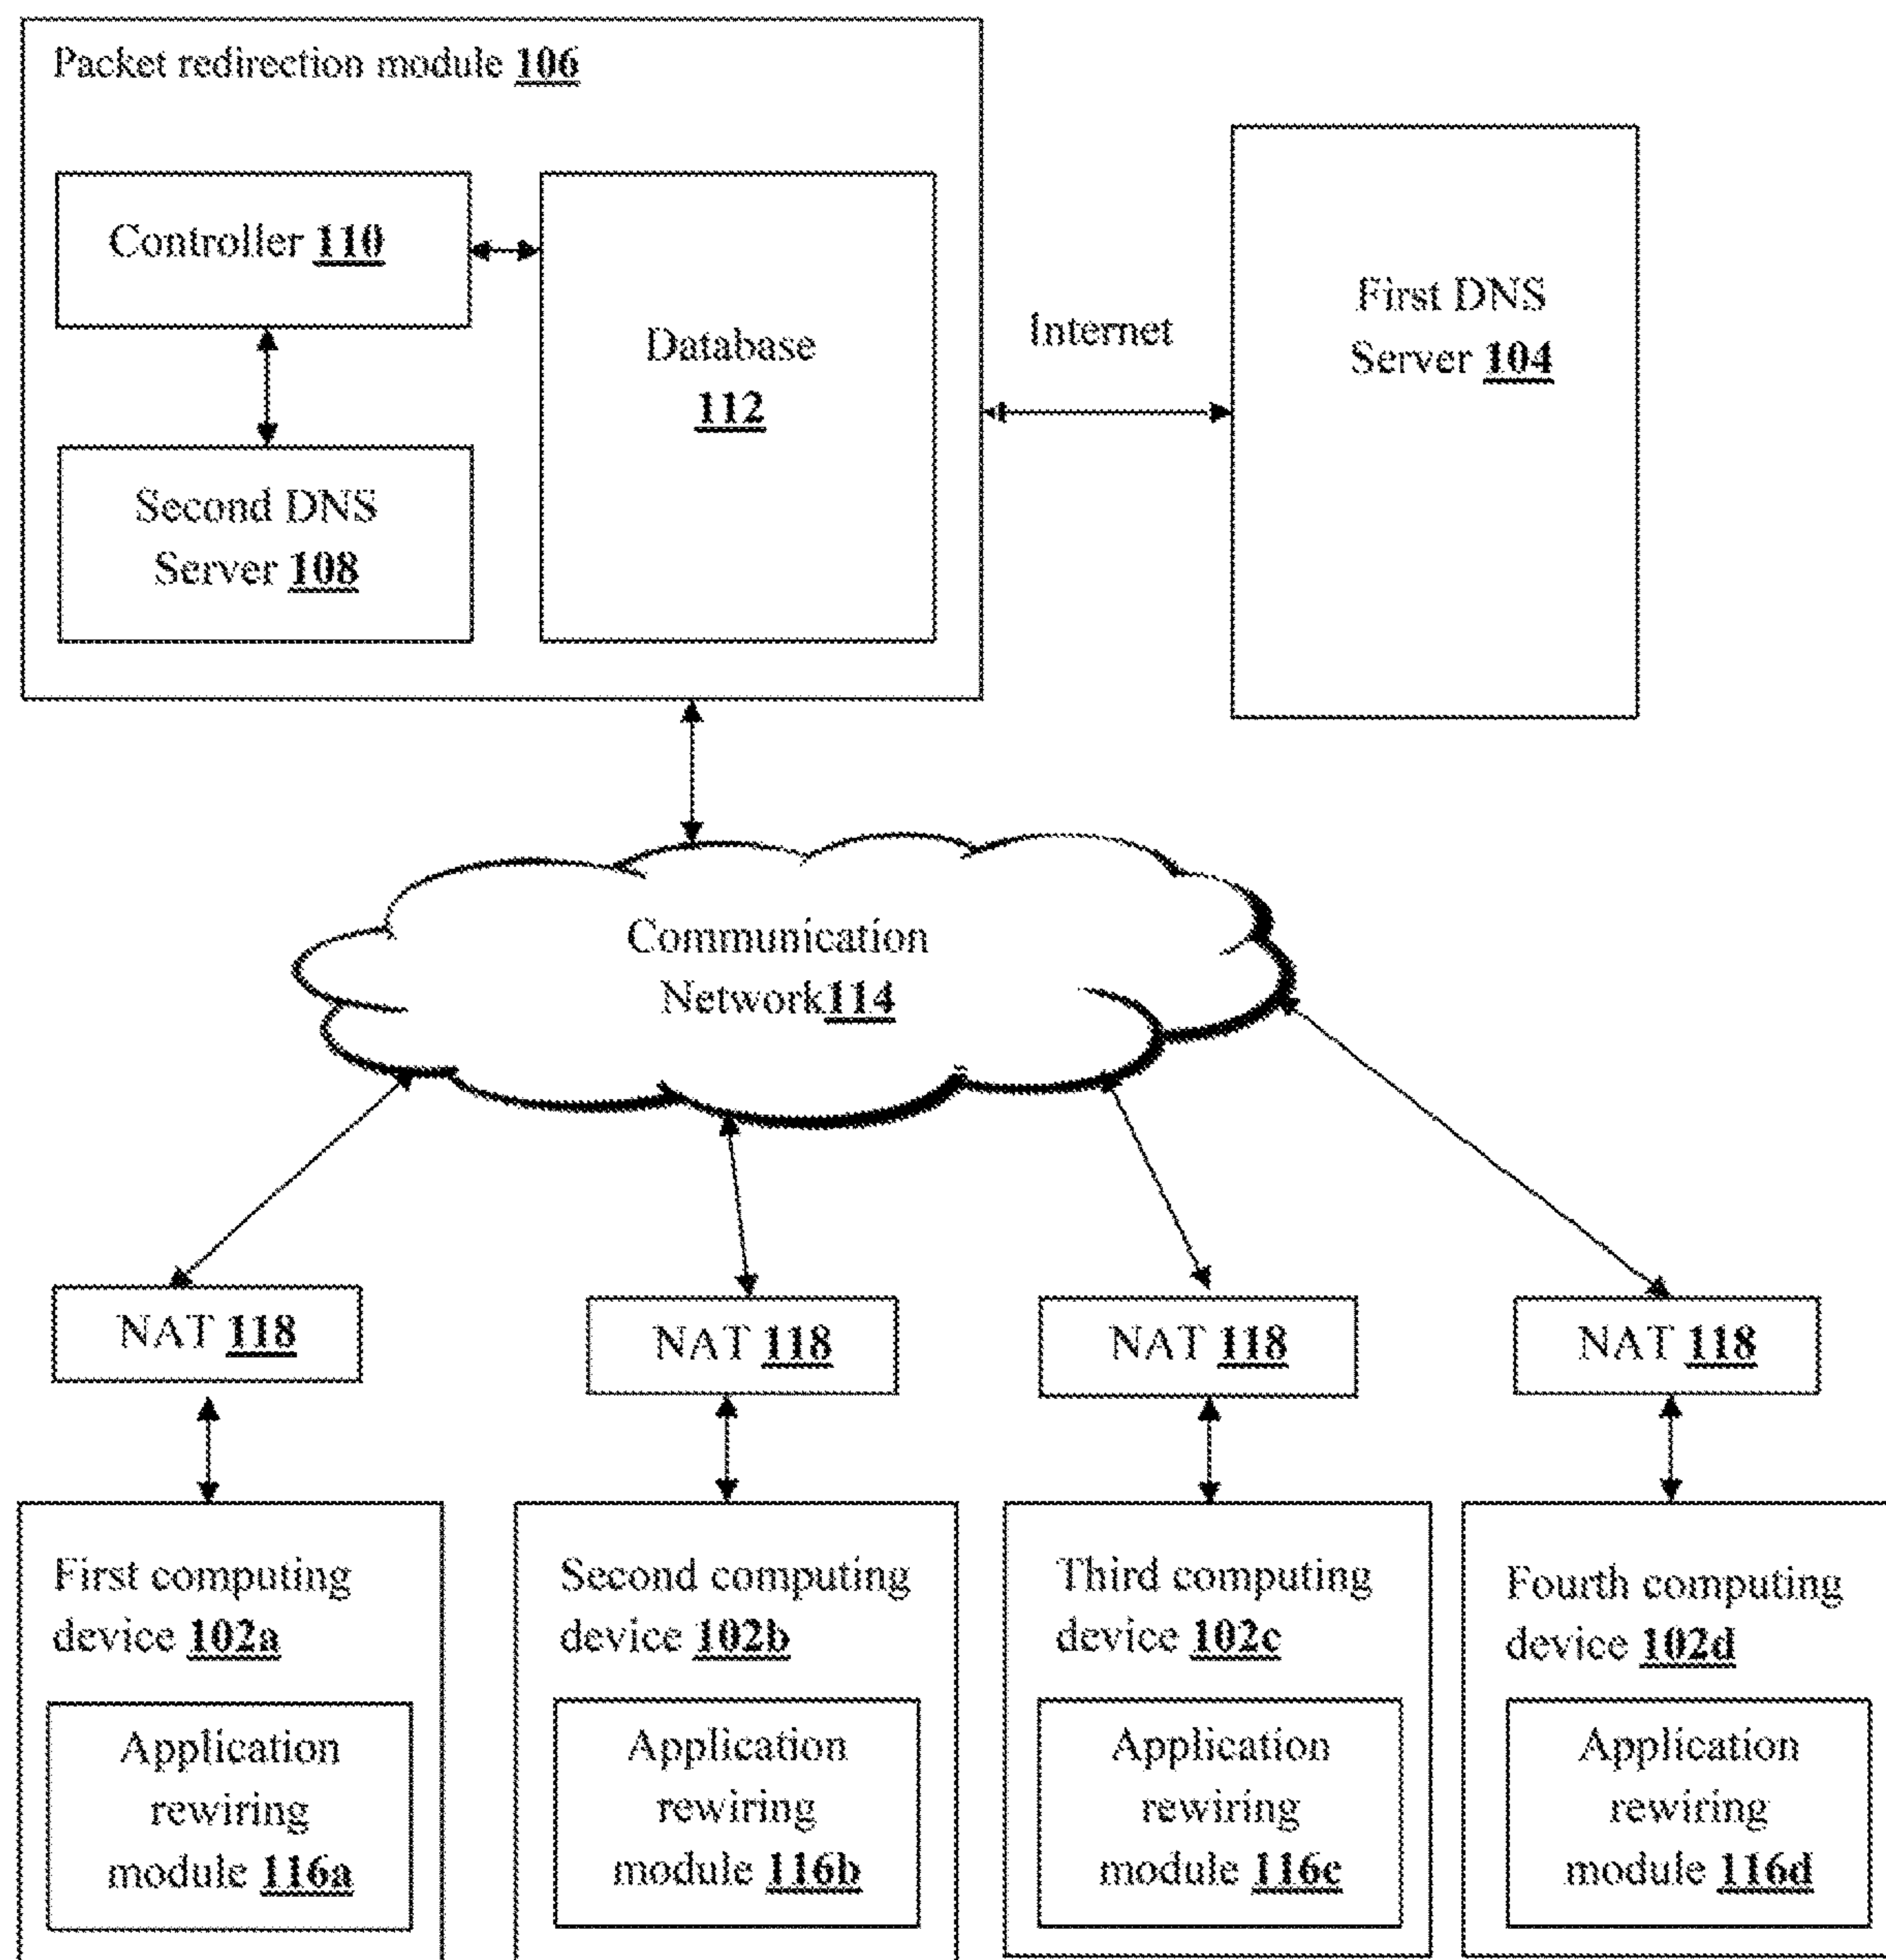 Packet redirection module 106
Controller 110
Database
112
Second DNS
Server 108
Internet
First DNS
Server 104
Communication
Network114
NAT 118
NAT 118
NAT 118
NAT 118
First computing
device 102a
Application
rewiring
module 116a
Second computing
device 102b
Application
rewiring
module 116b
Third computing
device 102c
Application
rewiring
module 116c
Fourth computing
device 102d
Application
rewiring
module 116d